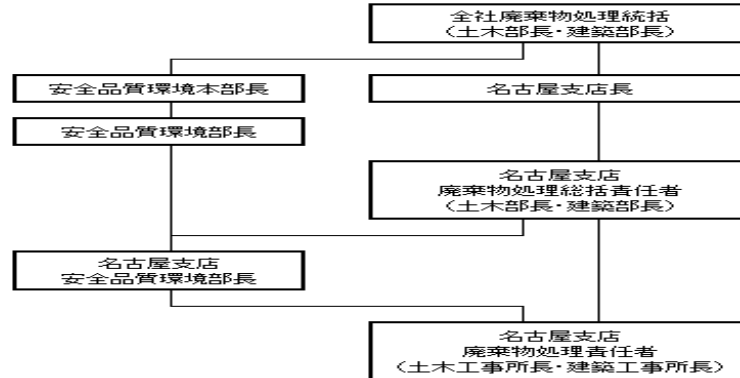 全社廃棄物処理統括
(土木部長・建築部長)
安全品質環境本部長
名古屋支店長
安全品質環境部長
名古屋支店
廃棄物処理総括責任者
(土木部長・建築部長)
名古屋支店
安全品質環境部長
名古屋支店
廃棄物処理責任者
(土木工事所長・建築工事所長)